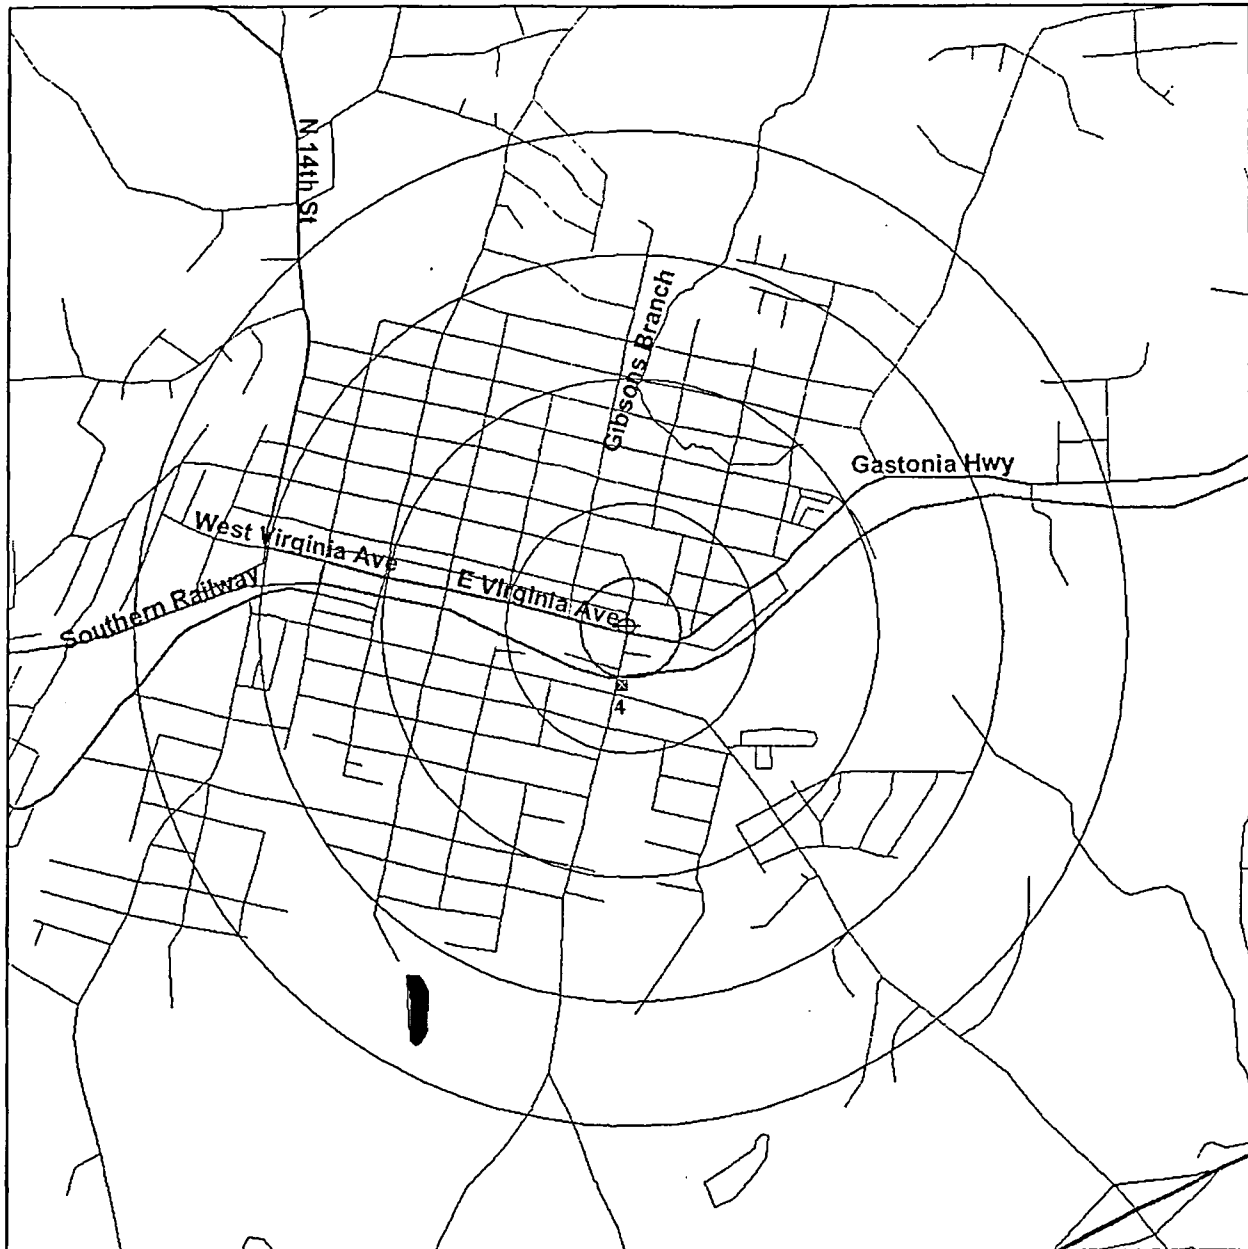 N 14th St
Gibsons Branch
Gastonia Hwy
West Virginia Ave
E Virginia Ave
Southern Railway
4